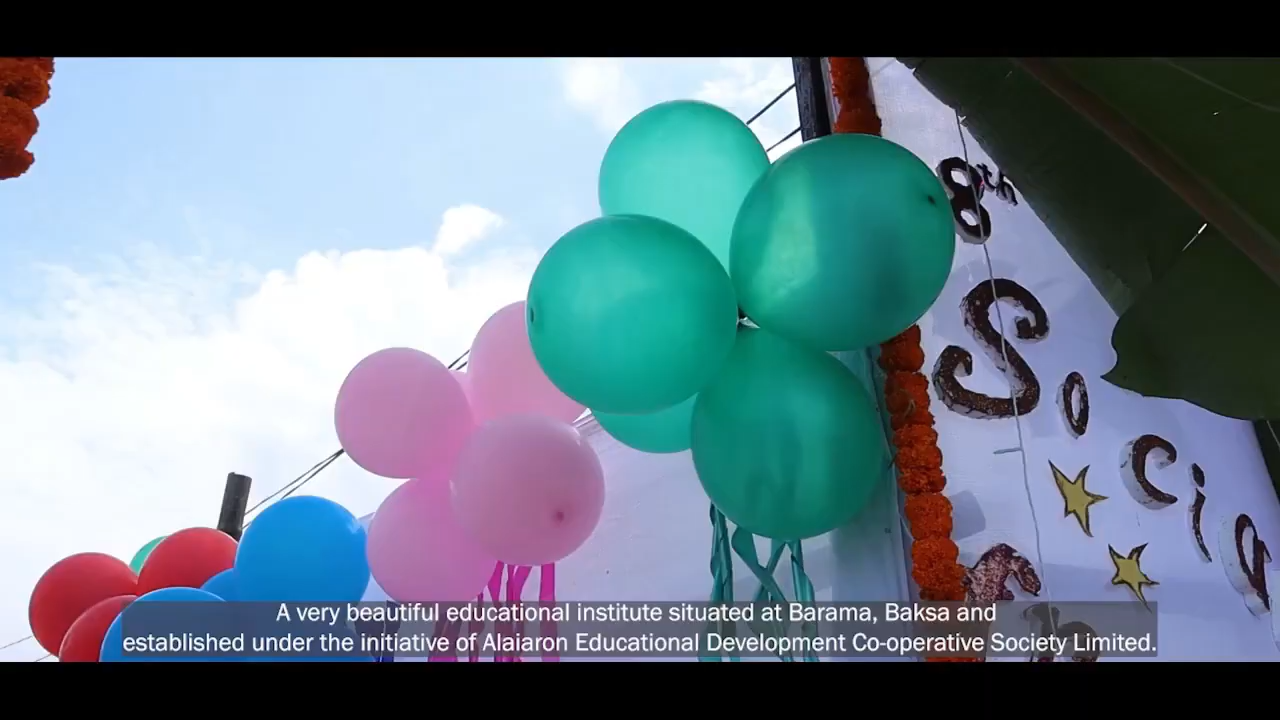 8th
Socia
A very beautiful educational institute situated at Barama, Baksa and
established under the initiative of Alaiaron Educational Development Co-operative Society Limited.